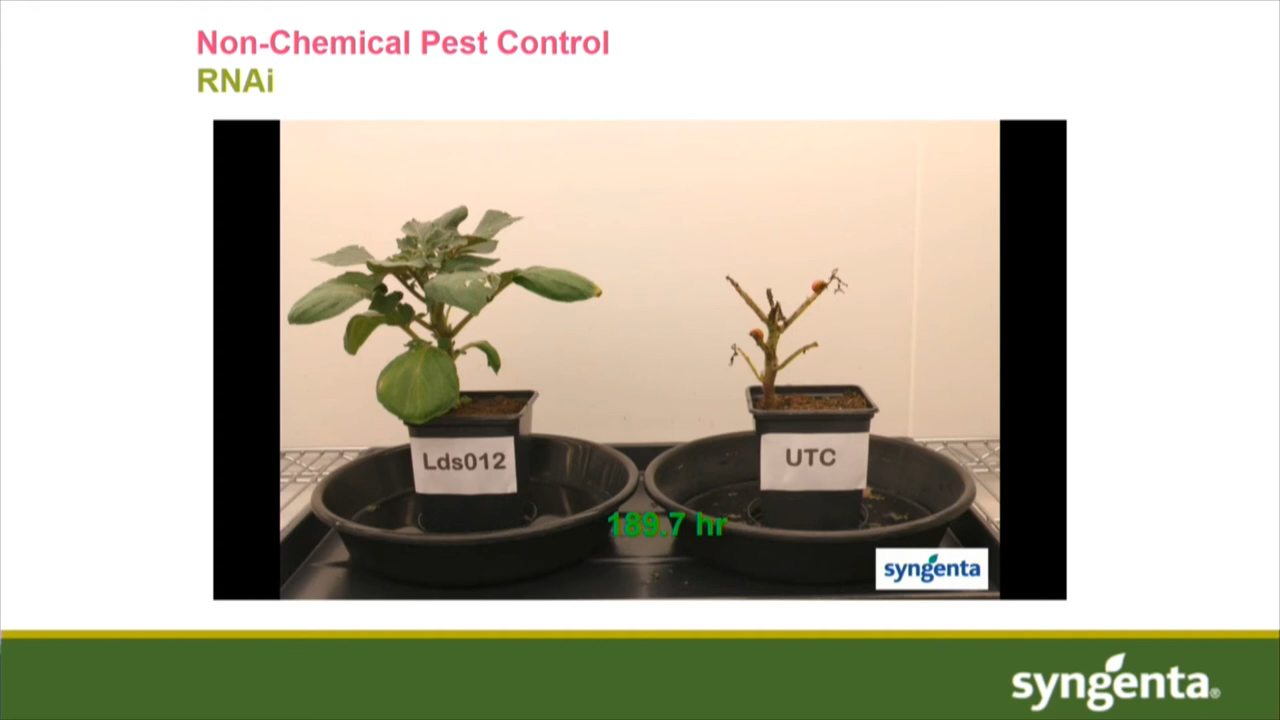 Non-Chemical Pest Control
RNAi
Lds012
UTC
189.7 hr
syngenta
syngenta®